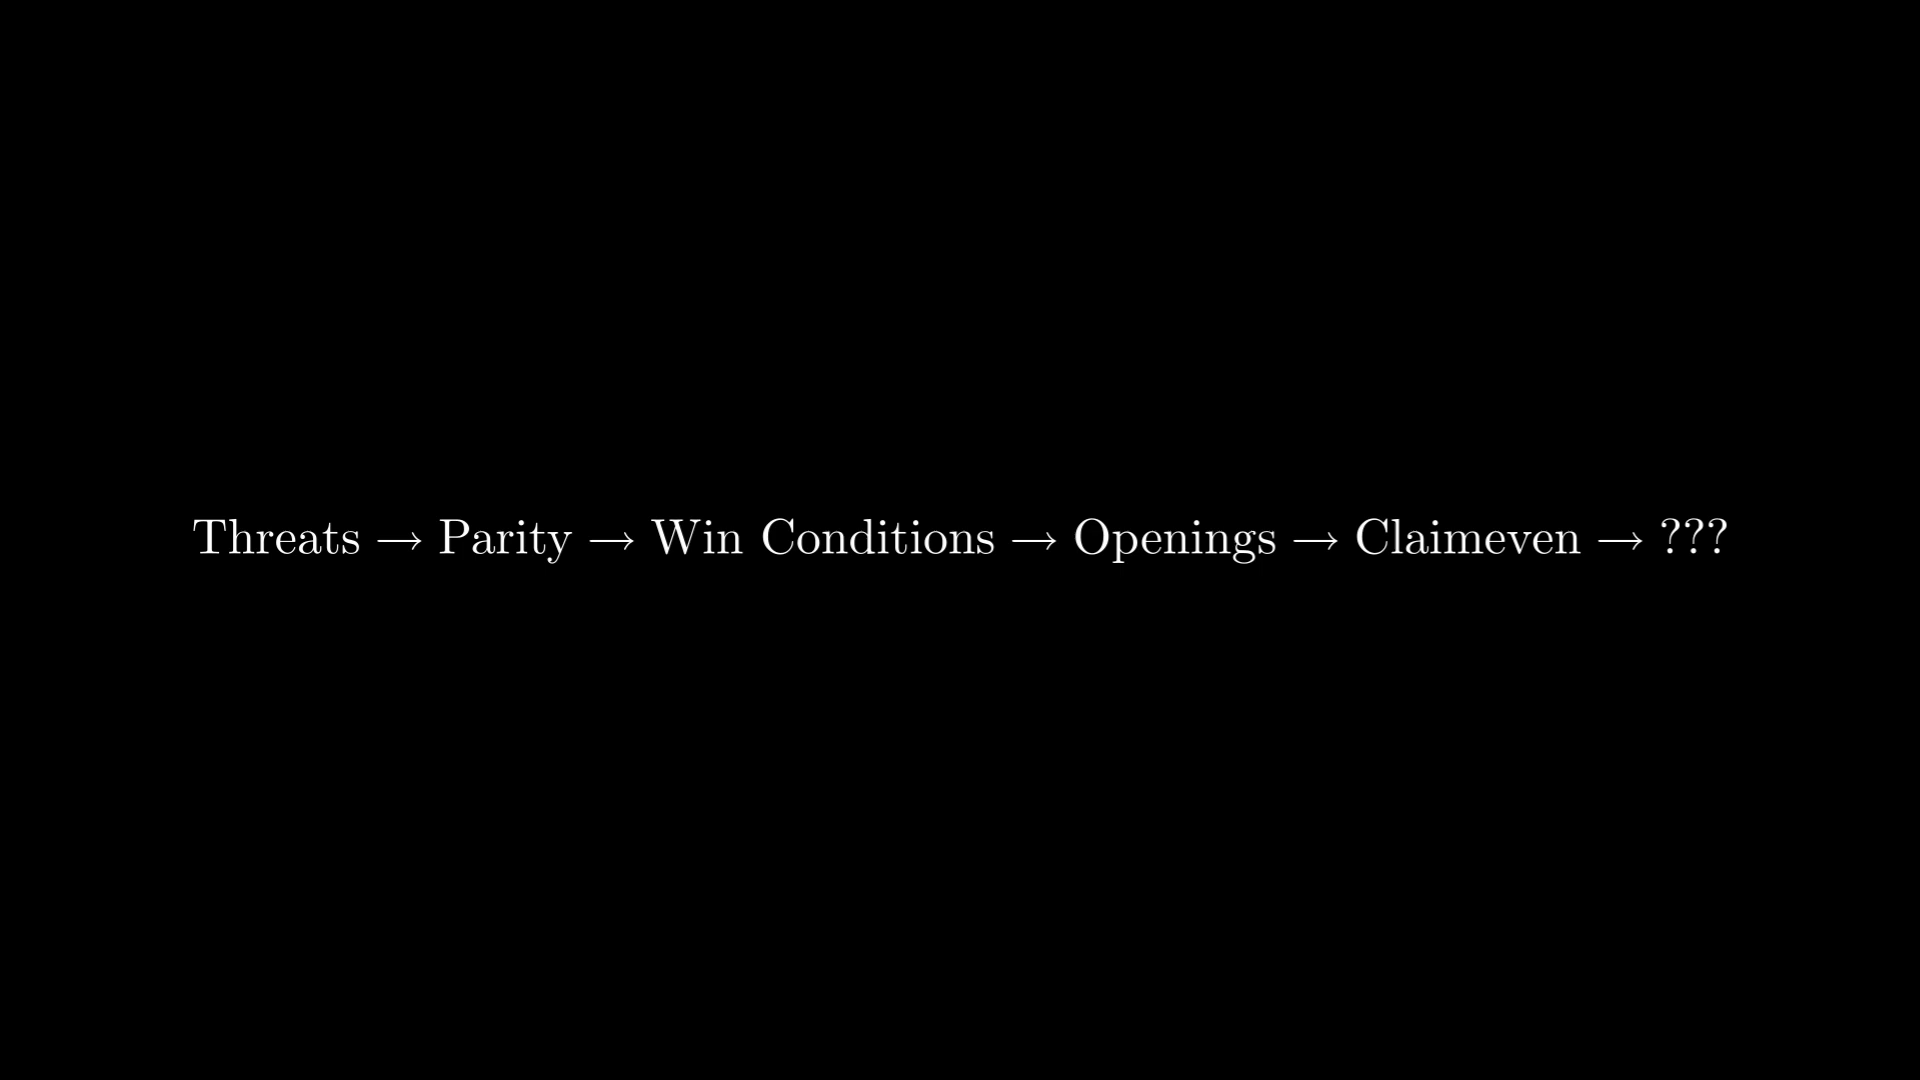 Threats → Parity → Win Conditions → Openings → Claimeven → ???